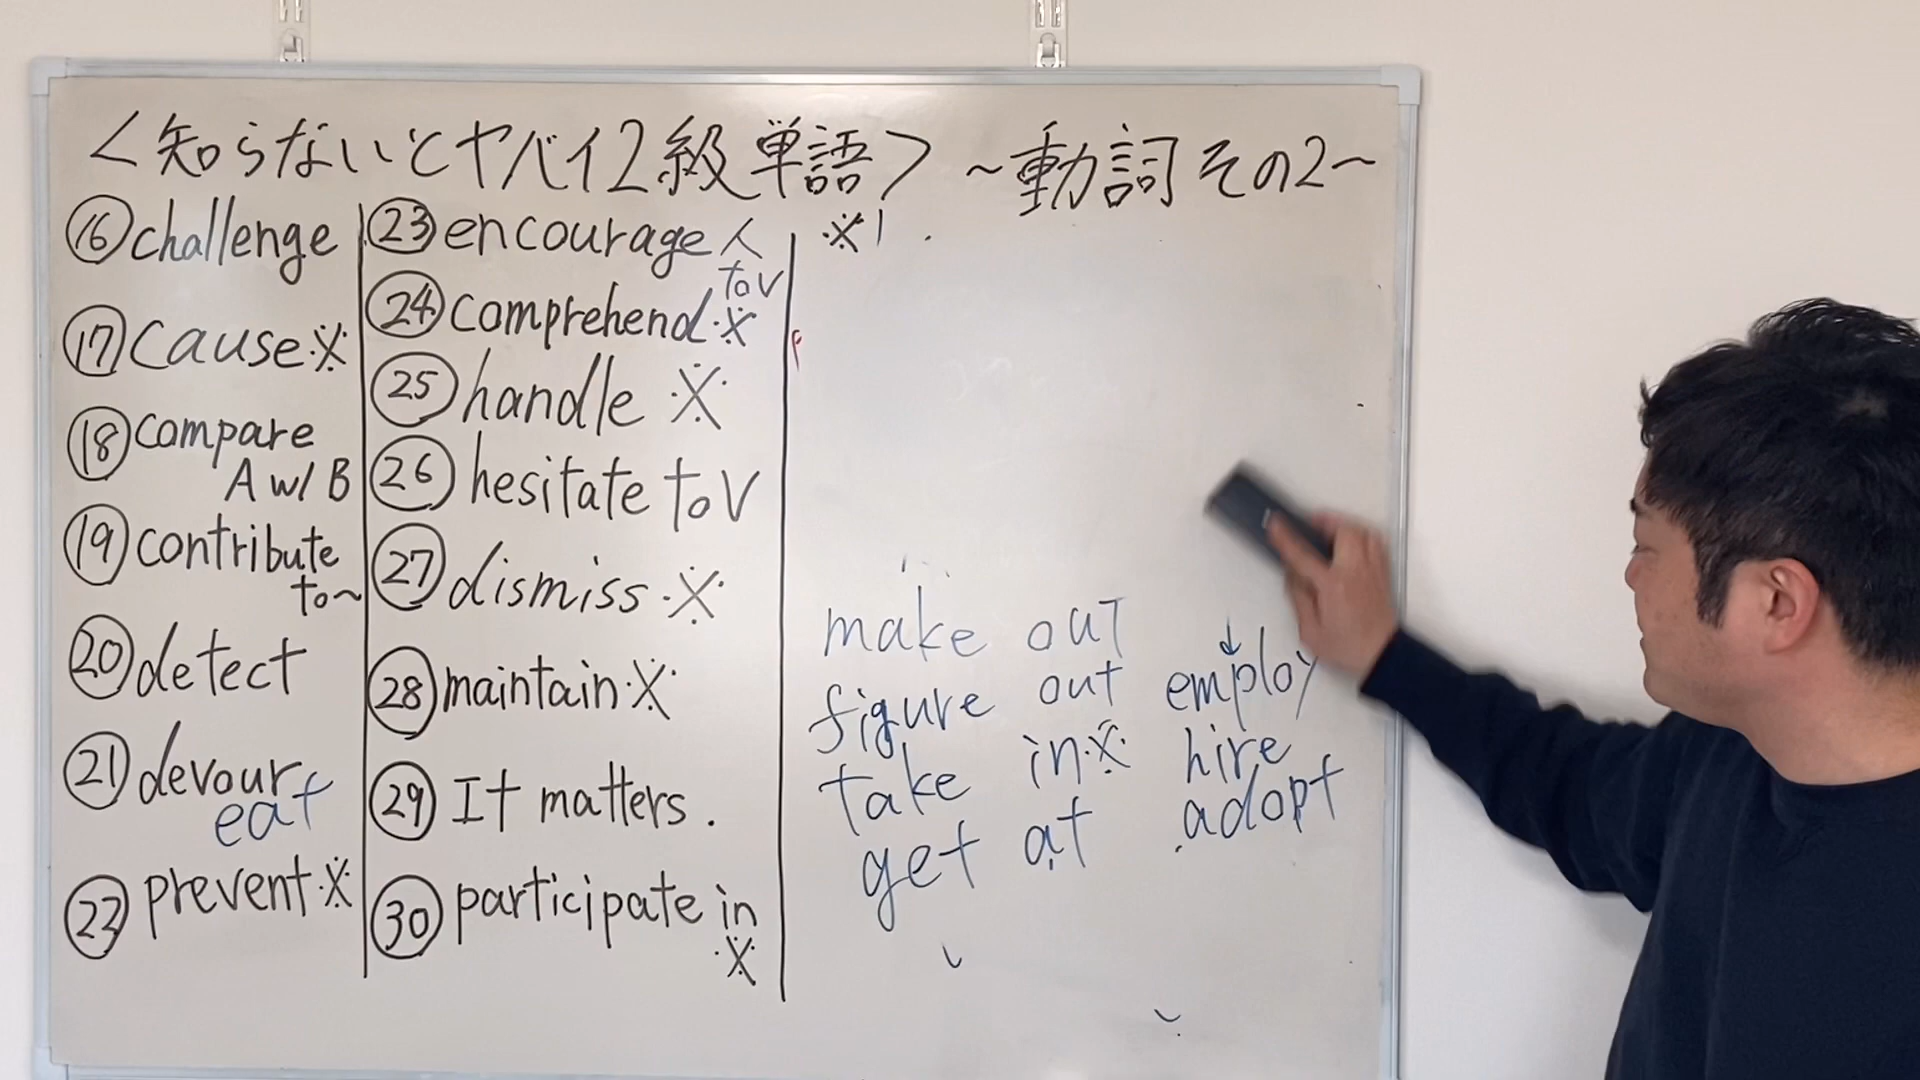 <知らないとヤバイ2級単語> ~動詞 その2~
⑯challenge
⑰cause※
⑱compare
A w/ B
⑲contribute
to~
⑳detect
㉑devour
eat
㉒prevent※
㉓encourage 人
to V
㉔comprehend※
㉕handle ※
㉖hesitate to V
㉗dismiss※
㉘maintain※
㉙It matters.
㉚participate in
※
※1
make out
figure out
take in※
get at
employ
hire
adopt